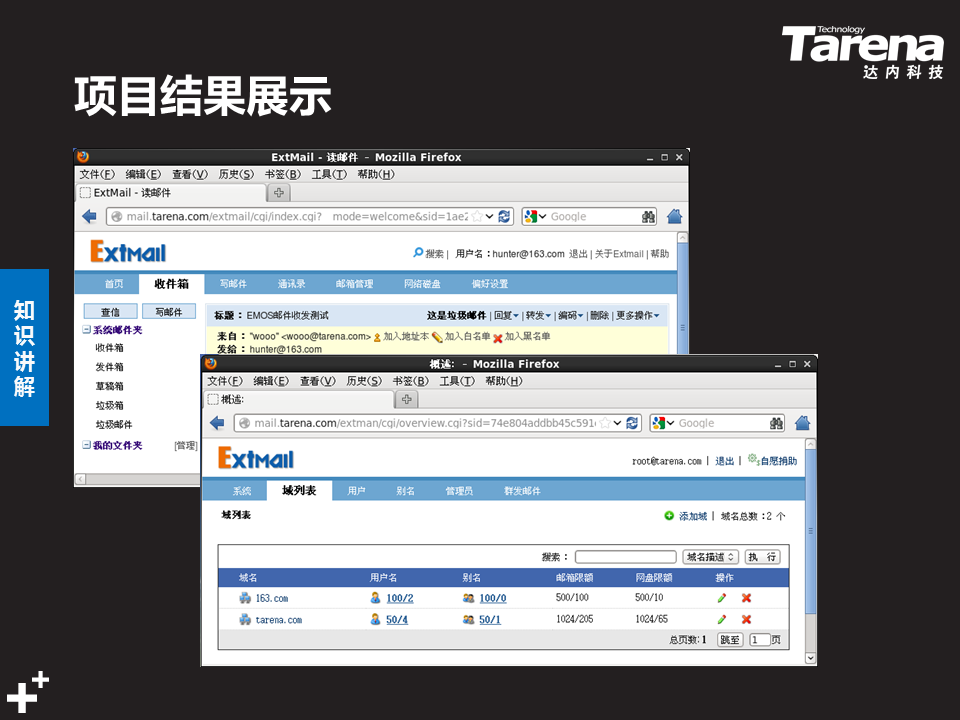 Technology
Tarena
达内科技
项目结果展示
知识讲解
ExtMail - 读邮件 - Mozilla Firefox
文件(F) 编辑(E) 查看(V) 历史(S) 书签(B) 工具(T) 帮助(H)
ExtMail - 读邮件
mail.tarena.com/extmail/cgi/index.cgi? mode=welcome&sid=1ae2
Google
ExtMail
搜索 | 用户名：hunter@163.com 退出 | 关于Extmail | 帮助
首页 收件箱 写邮件 通讯录 邮箱管理 网络磁盘 偏好设置
查信 写邮件
标题： EMOS邮件收发测试 这是垃圾邮件 | 回复 | 转发 | 编码 | 删除 | 更多操作
系统邮件夹
来自： "wooo" <wooo@tarena.com> 加入地址本 加入白名单 加入黑名单
收件箱
发给： hunter@163.com
发件箱
草稿箱
垃圾箱
垃圾邮件
我的文件夹 [管理]
概述: - Mozilla Firefox
文件(F) 编辑(E) 查看(V) 历史(S) 书签(B) 工具(T) 帮助(H)
概述:
mail.tarena.com/extman/cgi/overview.cgi?sid=74e804addbb45c591
Google
ExtMail
root@tarena.com | 退出 | $自愿捐助
系统 域列表 用户 别名 管理员 群发邮件
域列表 添加域 | 域名总数:2 个
搜索： 域名描述 执 行
域名 用户名 别名 邮箱限额 网盘限额 操作
163.com 100/2 100/0 500/100 500/10
tarena.com 50/4 50/1 1024/205 1024/65
总页数:1 跳至 1 页